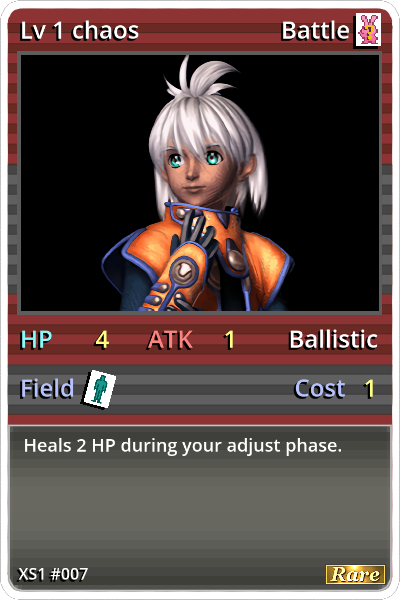 Lv 1 chaos Battle
HP 4 ATK 1 Ballistic
Field Cost 1
Heals 2 HP during your adjust phase.
XS1 #007 Rare